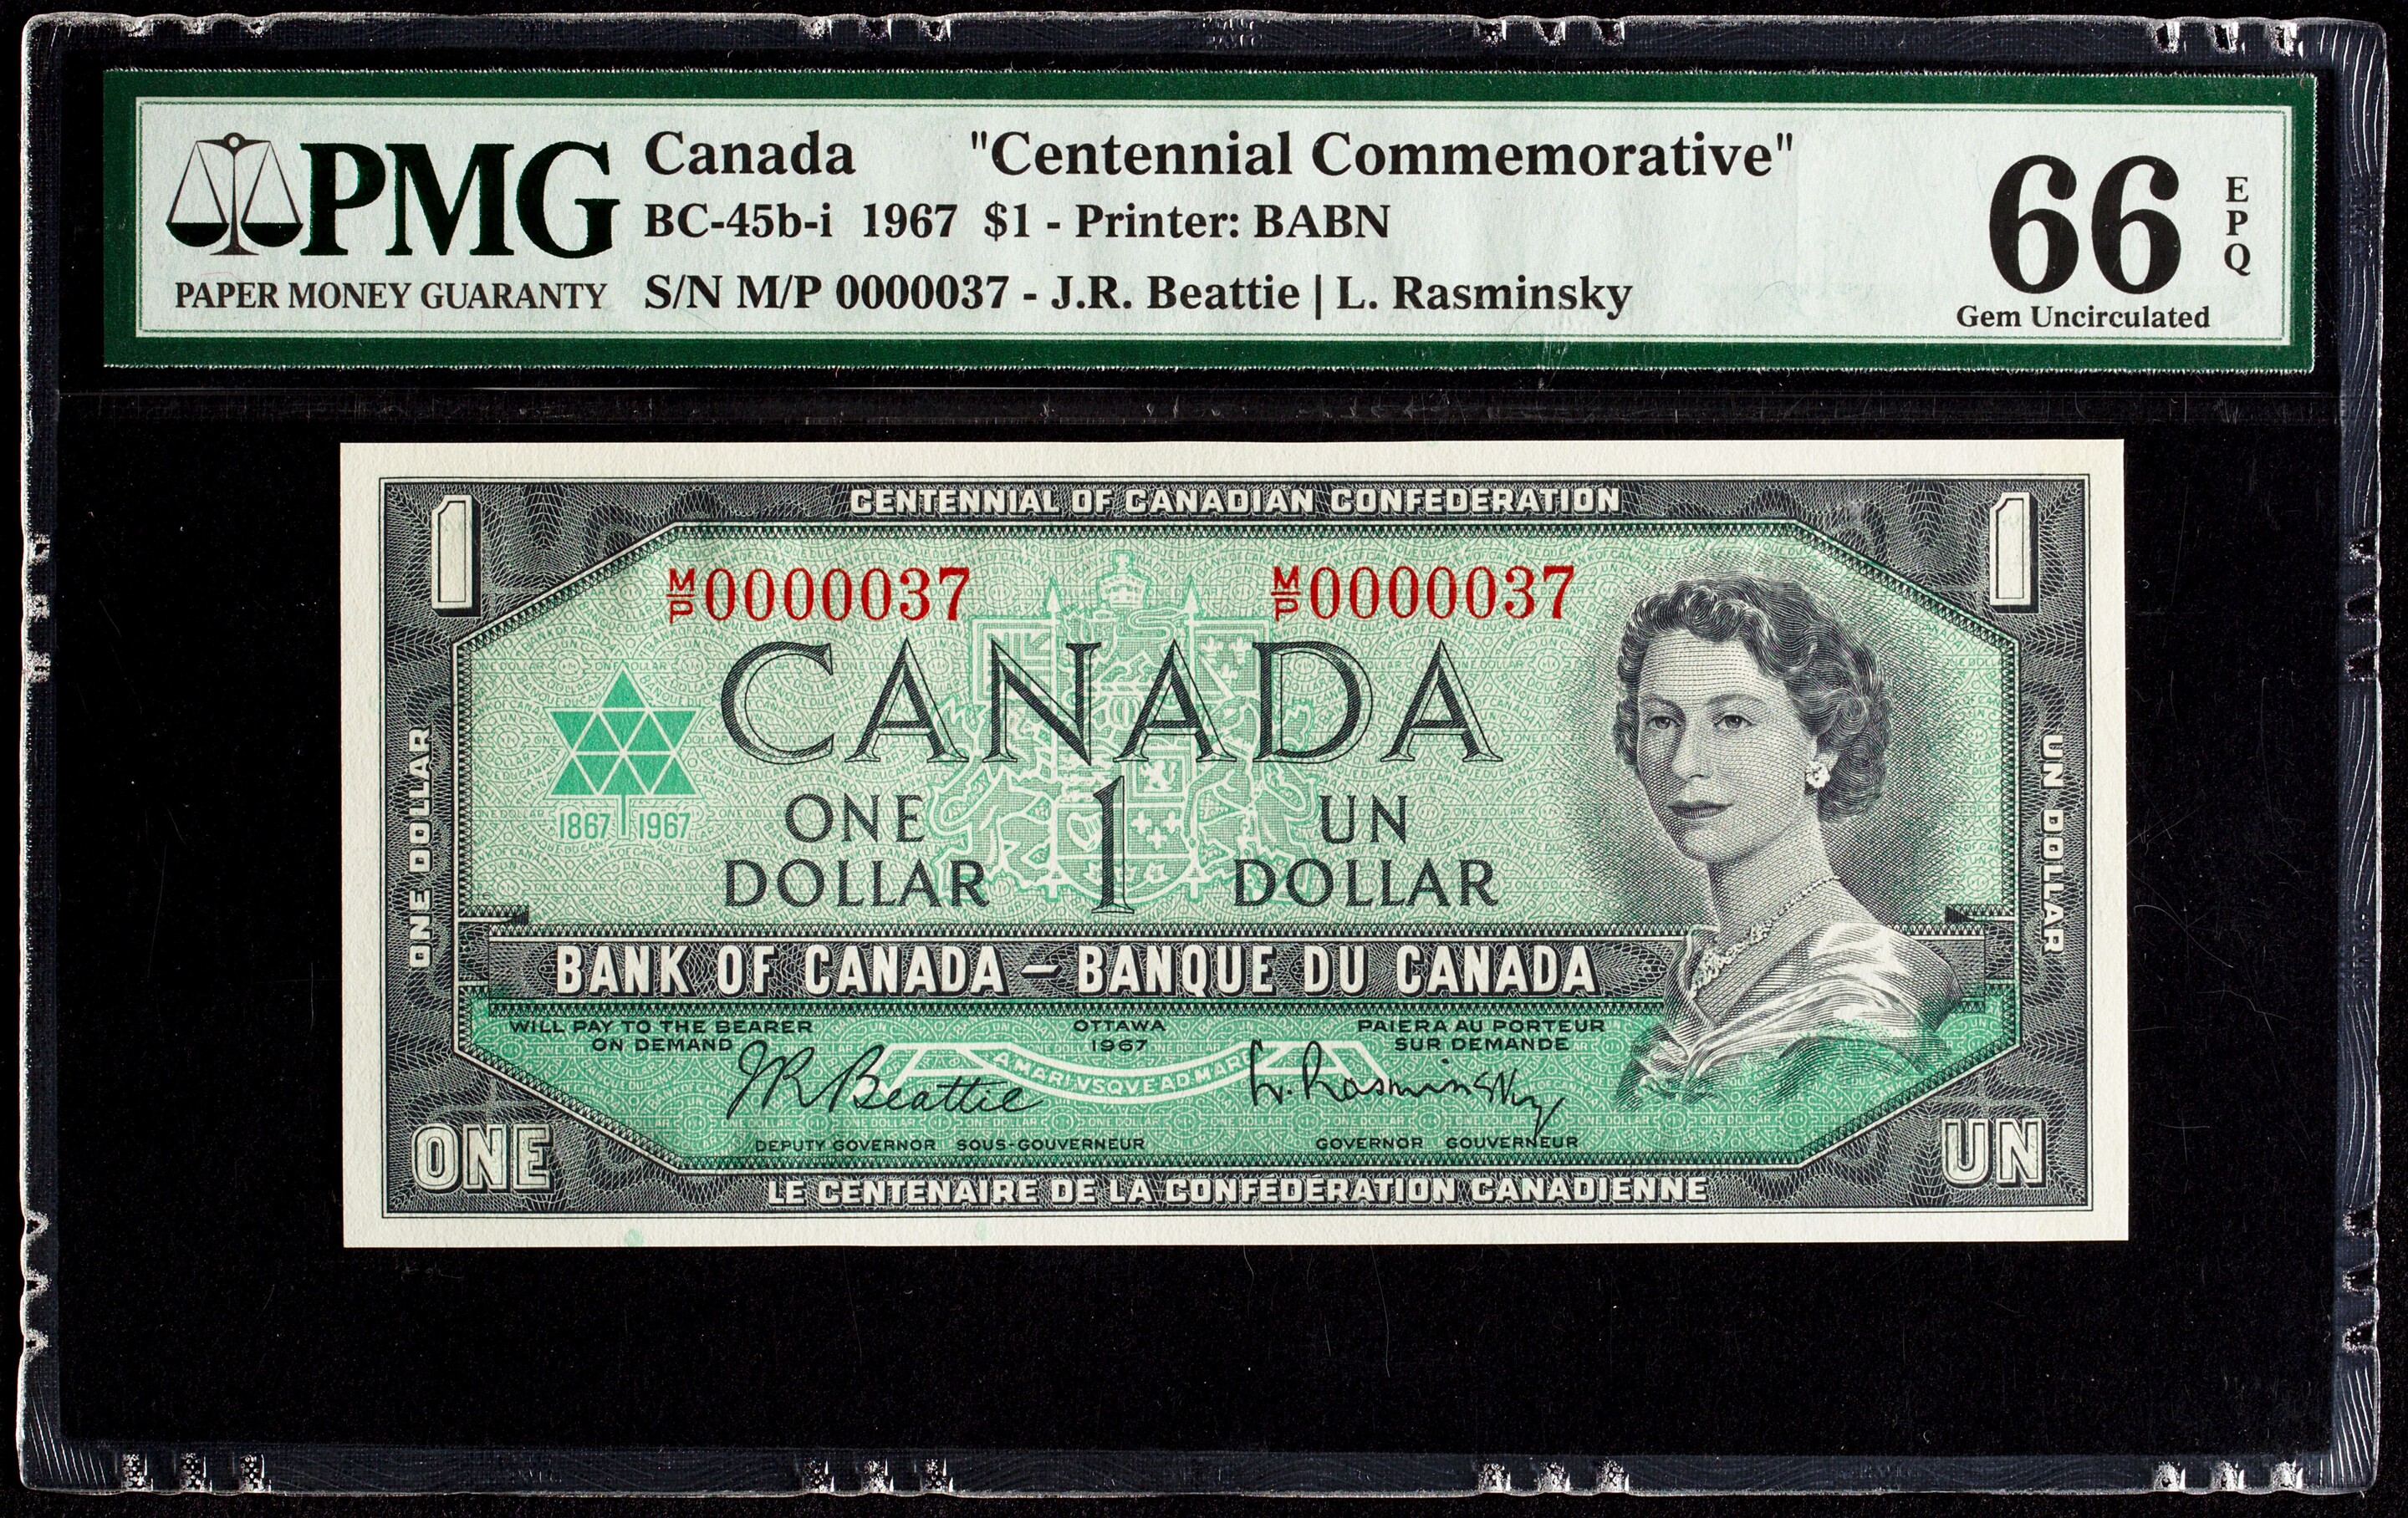 PMG
PAPER MONEY GUARANTY
Canada "Centennial Commemorative"
BC-45b-i 1967 $1 - Printer: BABN
S/N M/P 0000037 - J.R. Beattie | L. Rasminsky
66
EPQ
Gem Uncirculated
CENTENNIAL OF CANADIAN CONFEDERATION
1 1
M/P 0000037 M/P 0000037
CANADA
1867 1967
ONE DOLLAR 1 UN DOLLAR
ONE DOLLAR
UN DOLLAR
BANK OF CANADA – BANQUE DU CANADA
WILL PAY TO THE BEARER ON DEMAND
OTTAWA 1967
PAIERA AU PORTEUR SUR DEMANDE
A MARI VSQVE AD MARE
J R Beattie
L. Rasminsky
DEPUTY GOVERNOR SOUS-GOUVERNEUR
GOVERNOR GOUVERNEUR
ONE UN
LE CENTENAIRE DE LA CONFÉDÉRATION CANADIENNE